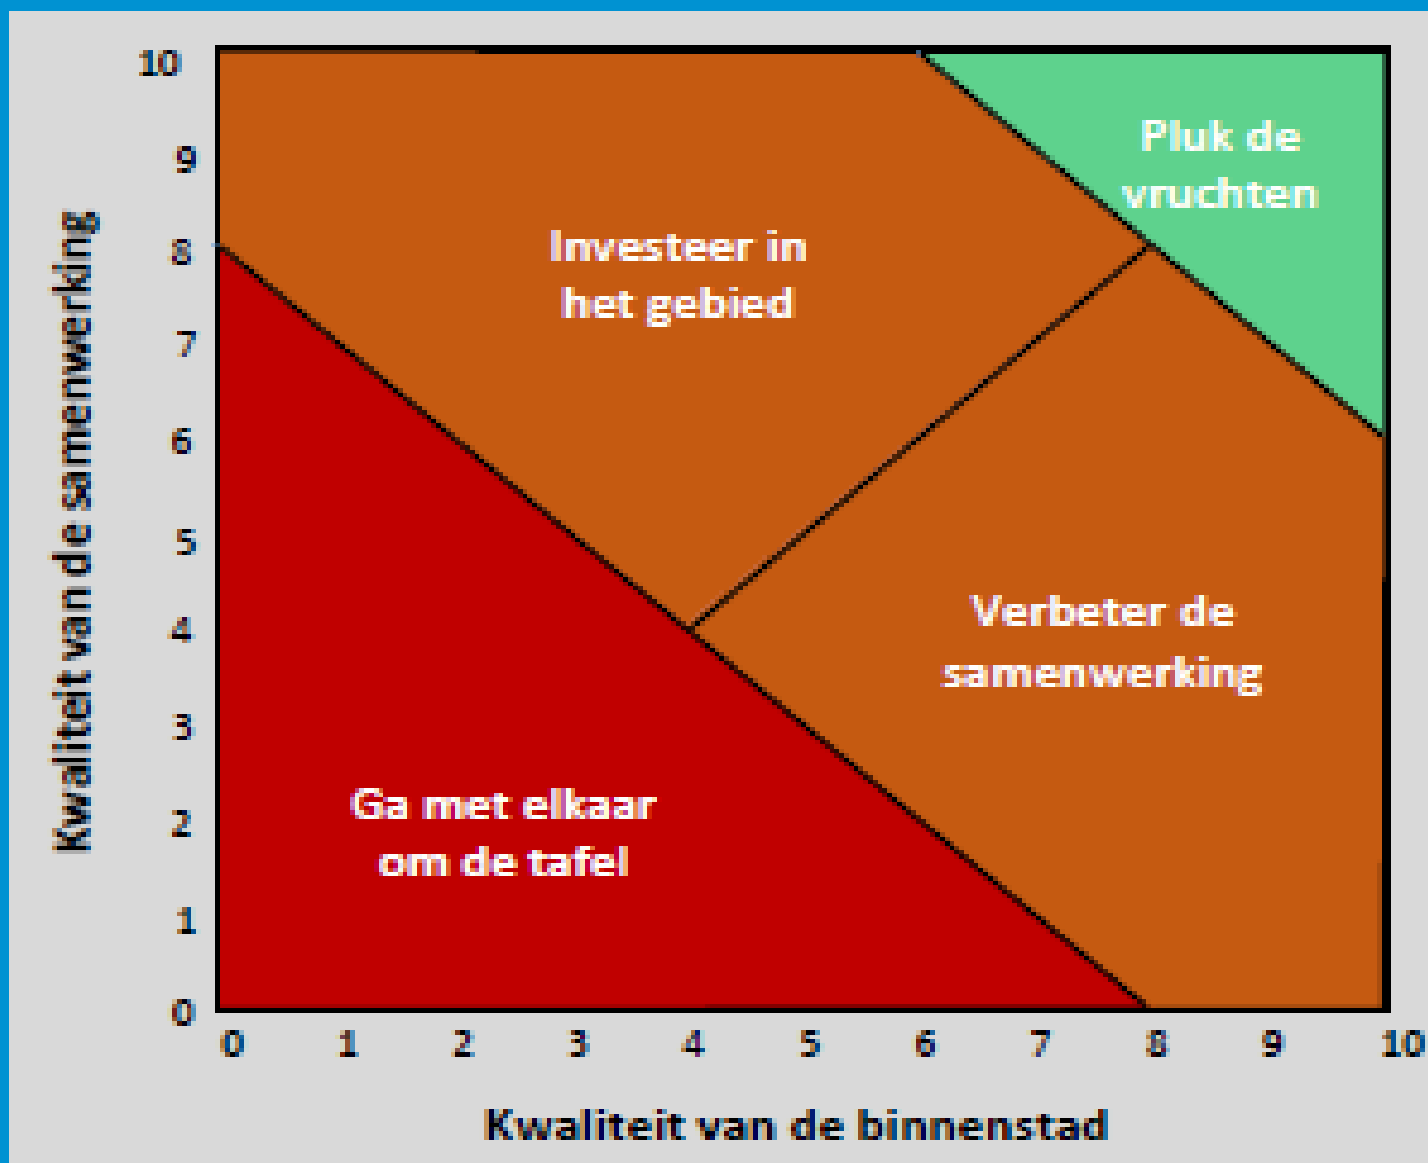 Kwaliteit van de samenwerking
10
9
8
7
6
5
4
3
2
1
0
Pluk de
vruchten
Investeer in
het gebied
Verbeter de
samenwerking
Ga met elkaar
om de tafel
0 1 2 3 4 5 6 7 8 9 10
Kwaliteit van de binnenstad